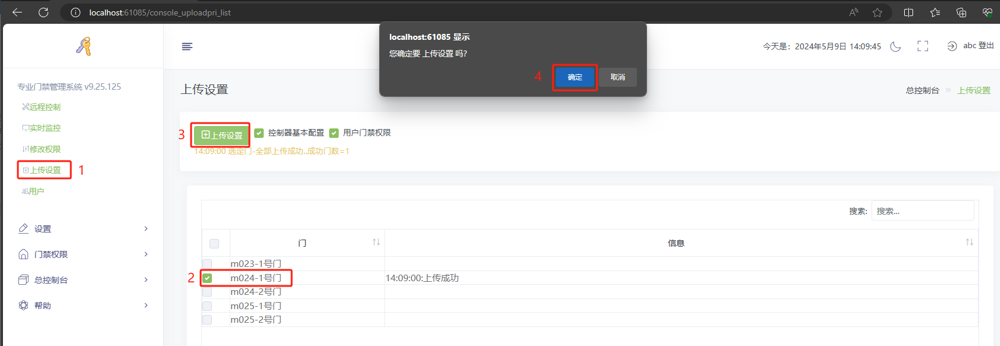 localhost:61085/console_uploadpri_list
localhost:61085 显示
您确定要 上传设置 吗?
4
确定
取消
今天是：2024年5月9日 14:09:45
abc 登出
专业门禁管理系统 v9.25.125
远程控制
实时监控
修改权限
上传设置
1
用户
设置
门禁权限
总控制台
帮助
上传设置
总控制台 » 上传设置
3
上传设置
控制器基本配置
用户门禁权限
14:09:00 选定门-全部上传成功..成功门数=1
搜索:
搜索...
门
信息
m023-1号门
2
m024-1号门
14:09:00:上传成功
m024-2号门
m025-1号门
m025-2号门